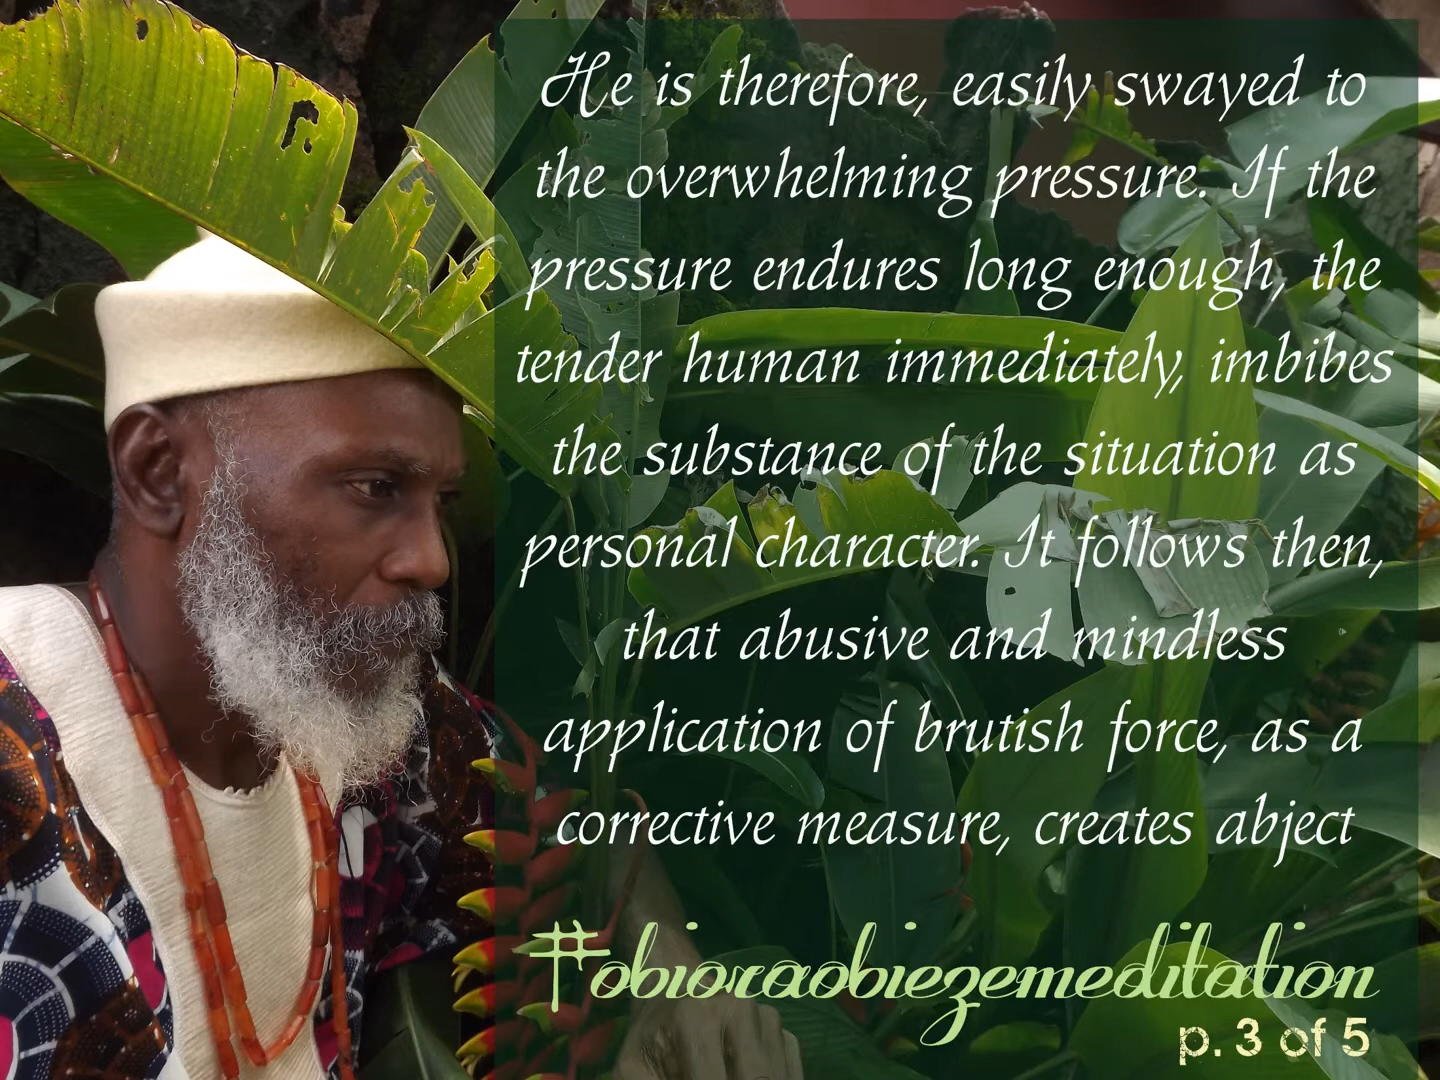 He is therefore, easily swayed to
the overwhelming pressure. If the
pressure endures long enough, the
tender human immediately, imbibes
the substance of the situation as
personal character. It follows then,
that abusive and mindless
application of brutish force, as a
corrective measure, creates abject
#obioraobiezemeditation
p. 3 of 5